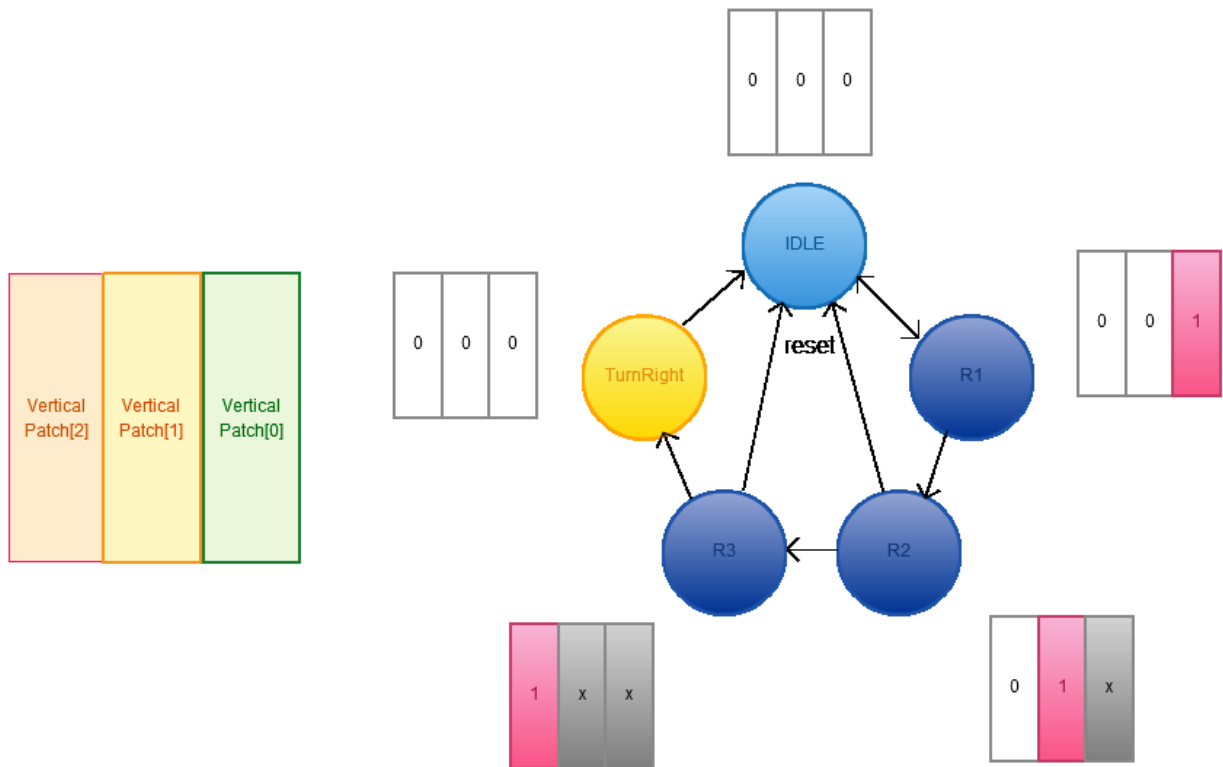 0 0 0
IDLE
0 0 1
0 0 0
reset
TurnRight
R1
Vertical
Patch[2]
Vertical
Patch[1]
Vertical
Patch[0]
R3
R2
1 x x
0 1 x